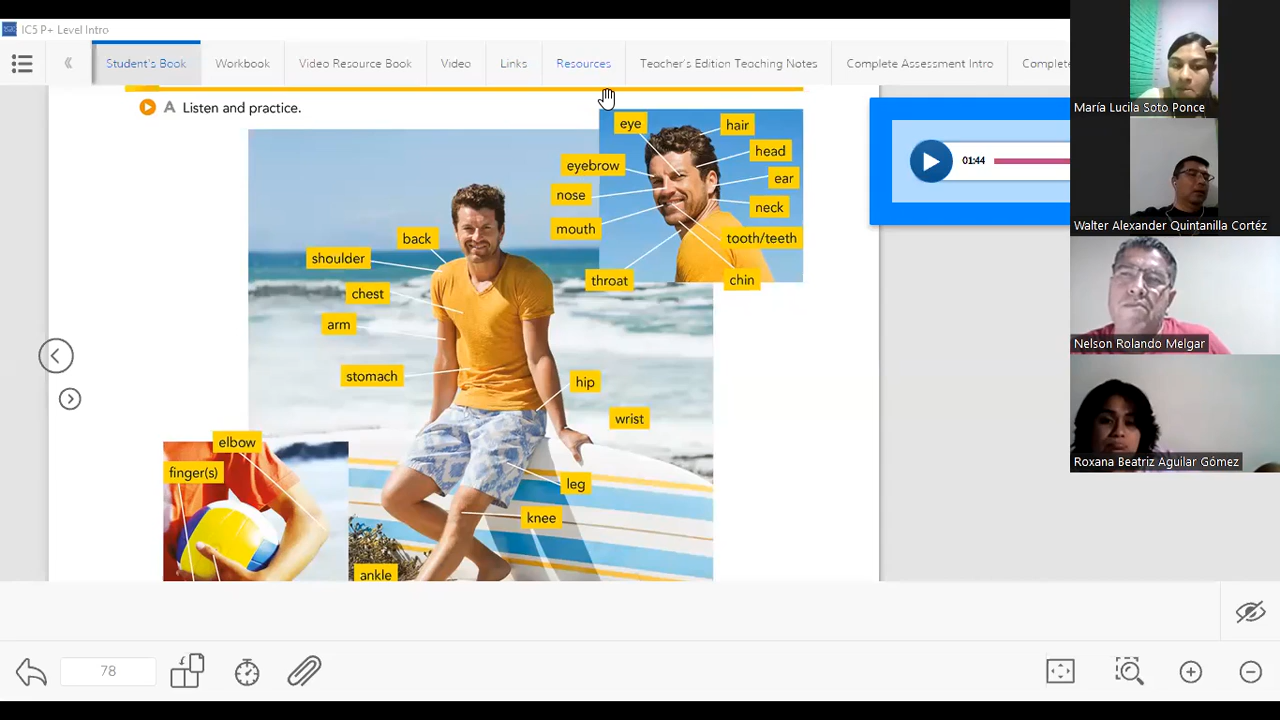 IC5 P+ Level Intro
Student's Book
Workbook
Video Resource Book
Video
Links
Resources
Teacher's Edition Teaching Notes
Complete Assessment Intro
Complete
A Listen and practice.
eye
hair
eyebrow
head
nose
ear
mouth
neck
tooth/teeth
throat
chin
back
shoulder
chest
arm
stomach
hip
wrist
elbow
finger(s)
leg
knee
ankle
01:44
María Lucila Soto Ponce
Walter Alexander Quintanilla Cortéz
Nelson Rolando Melgar
Roxana Beatriz Aguilar Gómez
78